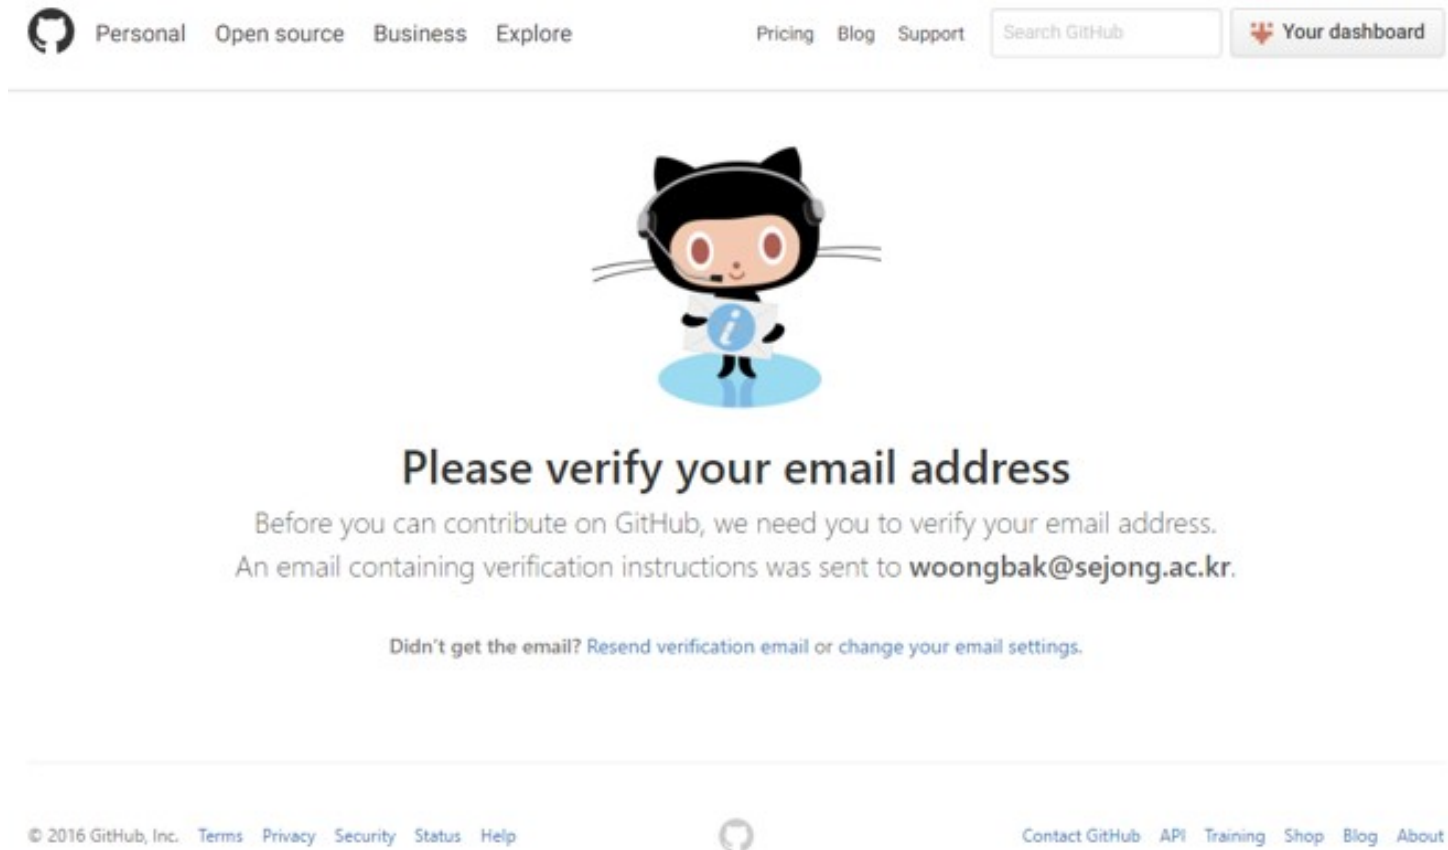 Personal Open source Business Explore Pricing Blog Support Search GitHub Your dashboard
i
Please verify your email address
Before you can contribute on GitHub, we need you to verify your email address.
An email containing verification instructions was sent to woongbak@sejong.ac.kr.
Didn't get the email? Resend verification email or change your email settings.
© 2016 GitHub, Inc. Terms Privacy Security Status Help Contact GitHub API Training Shop Blog About